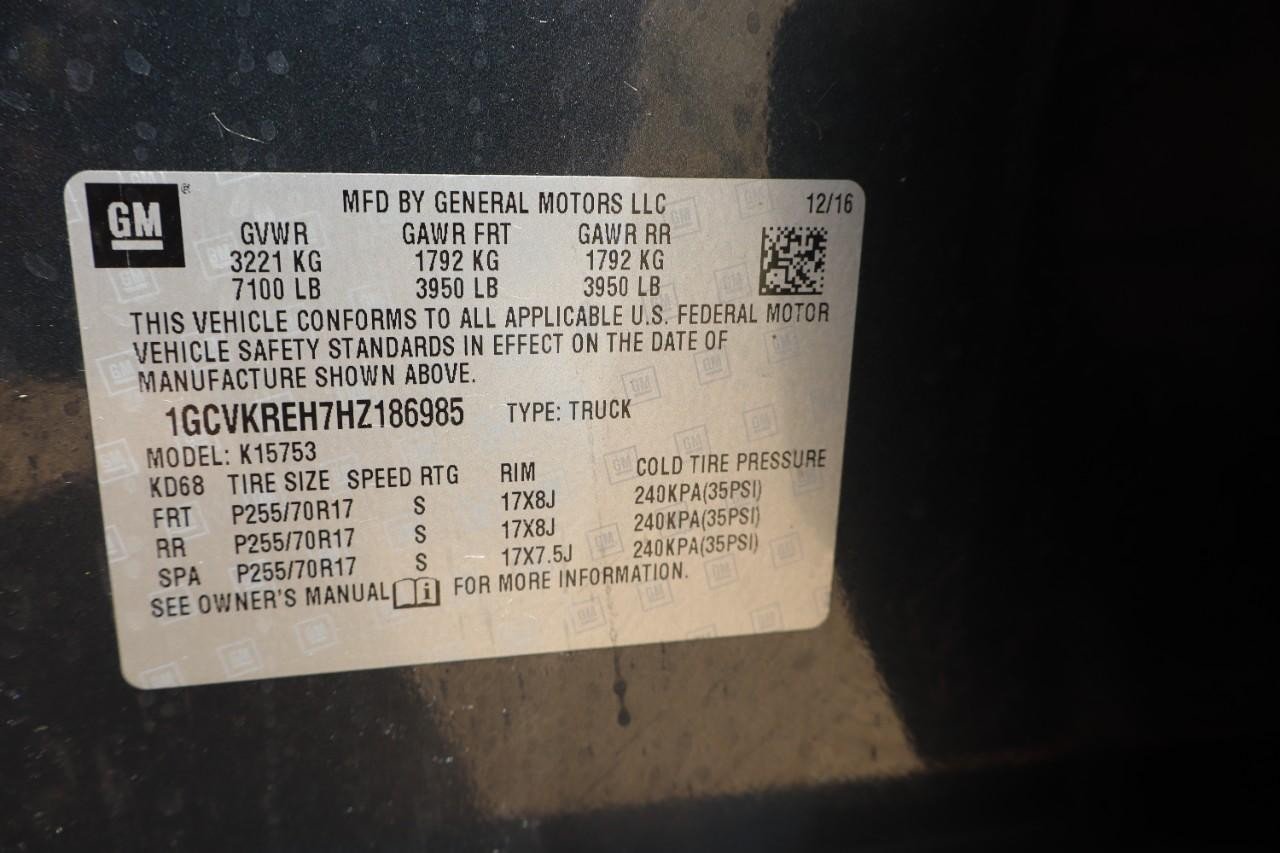 GM ®
MFD BY GENERAL MOTORS LLC 12/16
GVWR GAWR FRT GAWR RR
3221 KG 1792 KG 1792 KG
7100 LB 3950 LB 3950 LB
THIS VEHICLE CONFORMS TO ALL APPLICABLE U.S. FEDERAL MOTOR
VEHICLE SAFETY STANDARDS IN EFFECT ON THE DATE OF
MANUFACTURE SHOWN ABOVE.
1GCVKREH7HZ186985 TYPE: TRUCK
MODEL: K15753
KD68 TIRE SIZE SPEED RTG RIM COLD TIRE PRESSURE
FRT P255/70R17 S 17X8J 240KPA(35PSI)
RR P255/70R17 S 17X8J 240KPA(35PSI)
SPA P255/70R17 S 17X7.5J 240KPA(35PSI)
SEE OWNER'S MANUAL i FOR MORE INFORMATION.